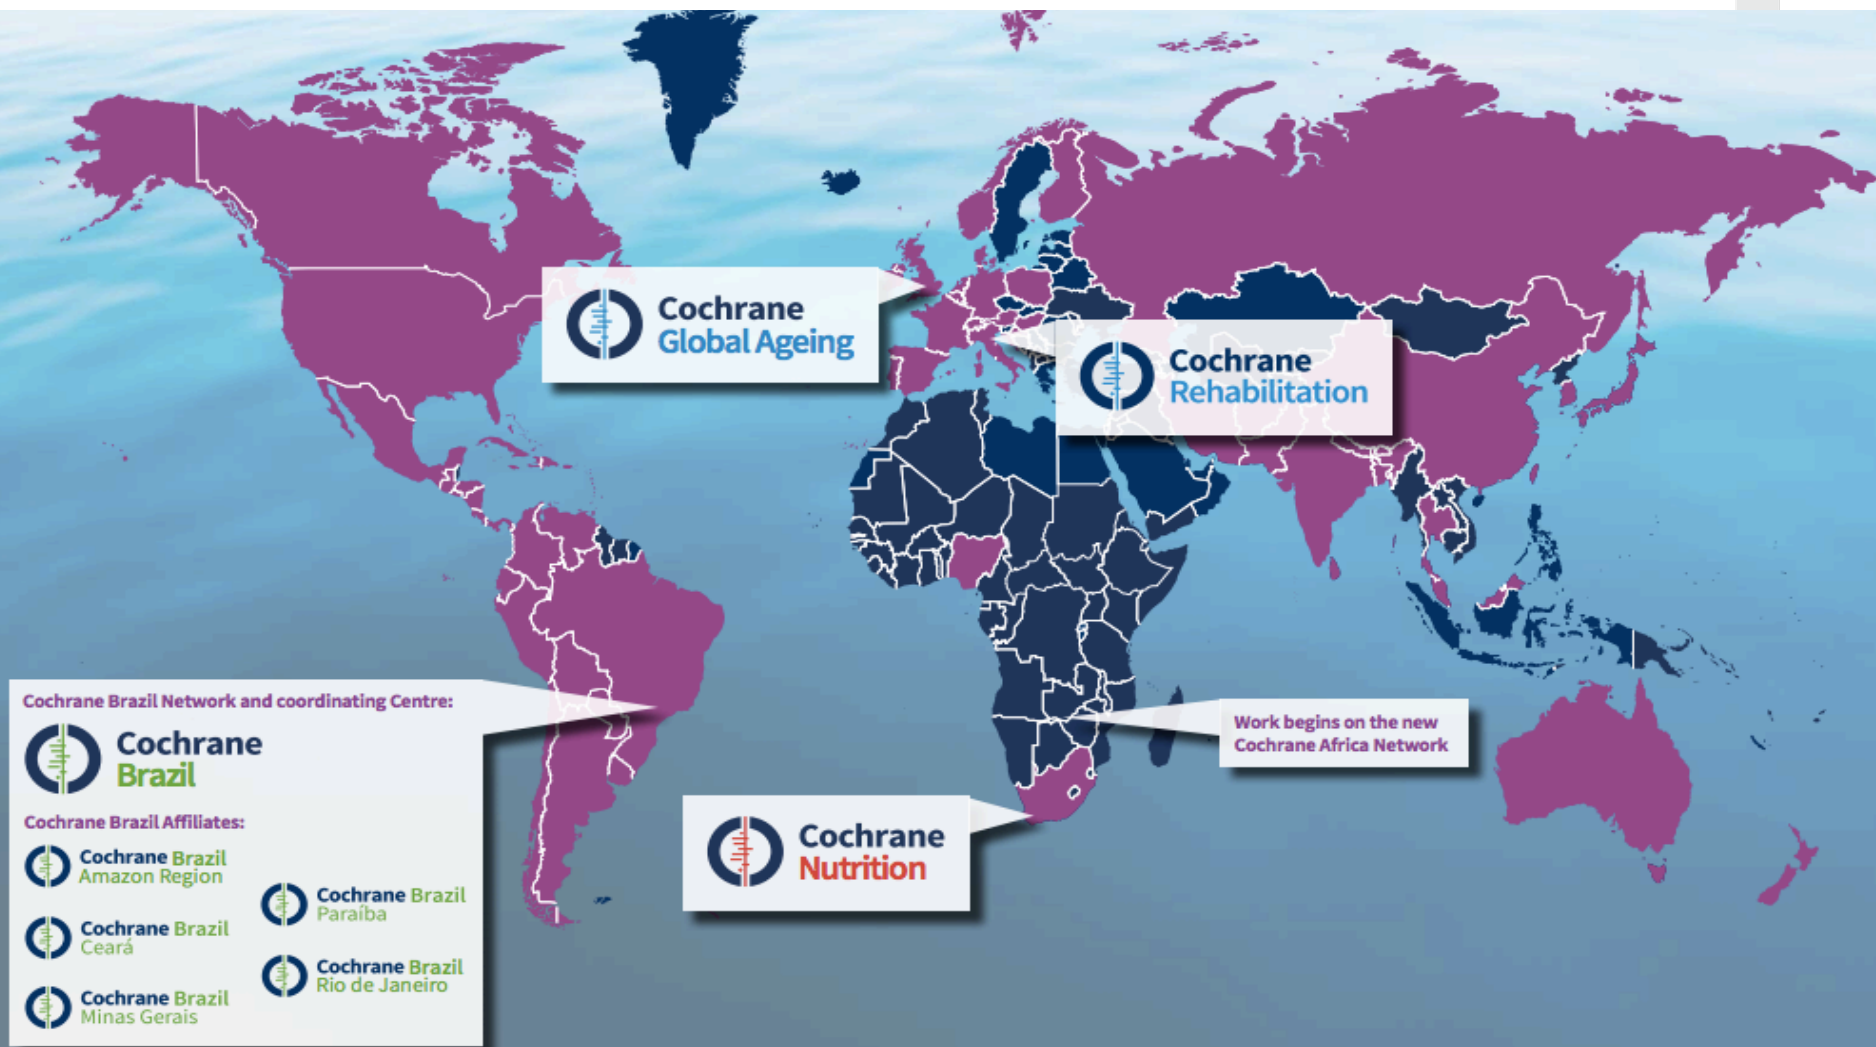 Cochrane
Global Ageing
Cochrane
Rehabilitation
Cochrane Brazil Network and coordinating Centre:
Cochrane
Brazil
Cochrane Brazil Affiliates:
Cochrane Brazil
Amazon Region
Cochrane Brazil
Ceará
Cochrane Brazil
Minas Gerais
Cochrane Brazil
Paraíba
Cochrane Brazil
Rio de Janeiro
Cochrane
Nutrition
Work begins on the new
Cochrane Africa Network